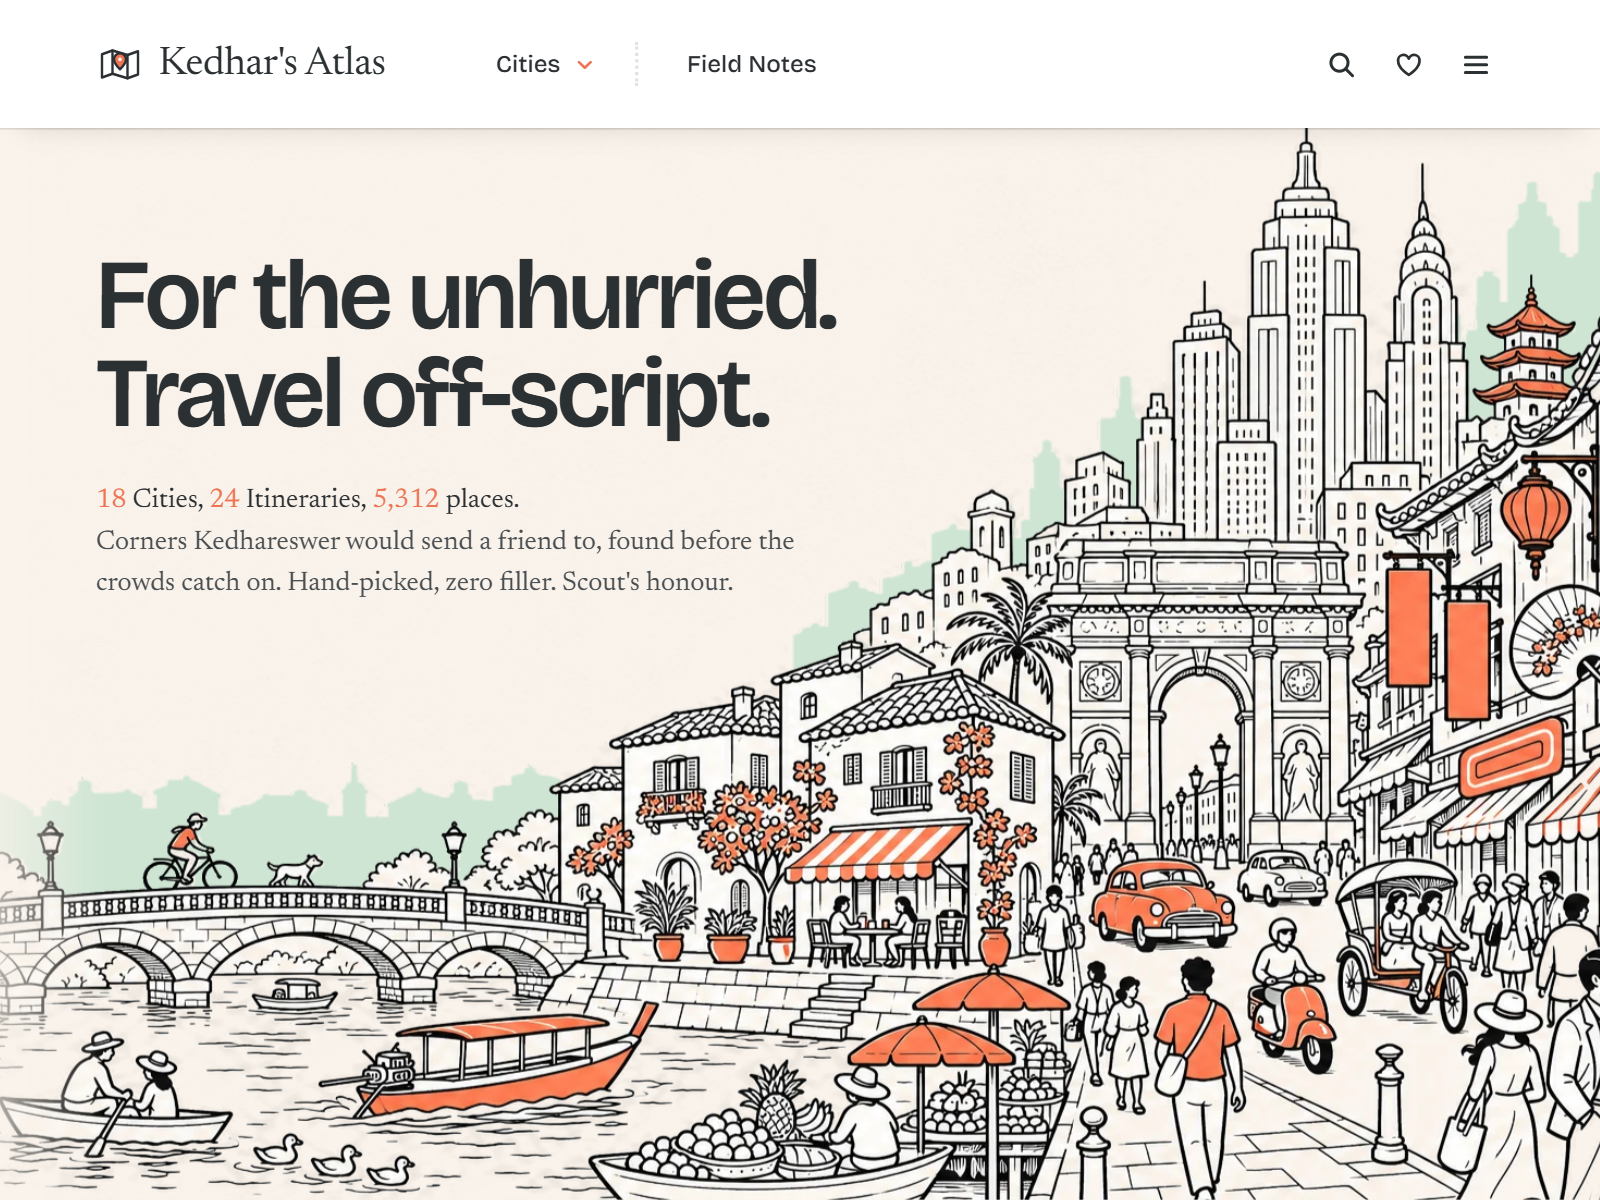 Kedhar's Atlas
Cities
Field Notes
For the unhurried.
Travel off-script.
18 Cities, 24 Itineraries, 5,312 places.
Corners Kedhareswer would send a friend to, found before the
crowds catch on. Hand-picked, zero filler. Scout's honour.